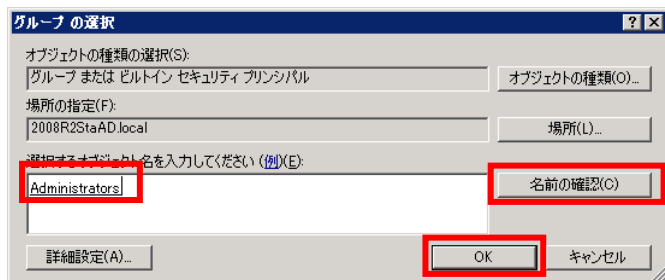 グループ の選択
オブジェクトの種類の選択(S):
グループ または ビルトイン セキュリティ プリンシパル
オブジェクトの種類(O)...
場所の指定(F):
2008R2StaAD.local
場所(L)...
選択するオブジェクト名を入力してください (例)(E):
Administrators
名前の確認(C)
詳細設定(A)...
OK
キャンセル